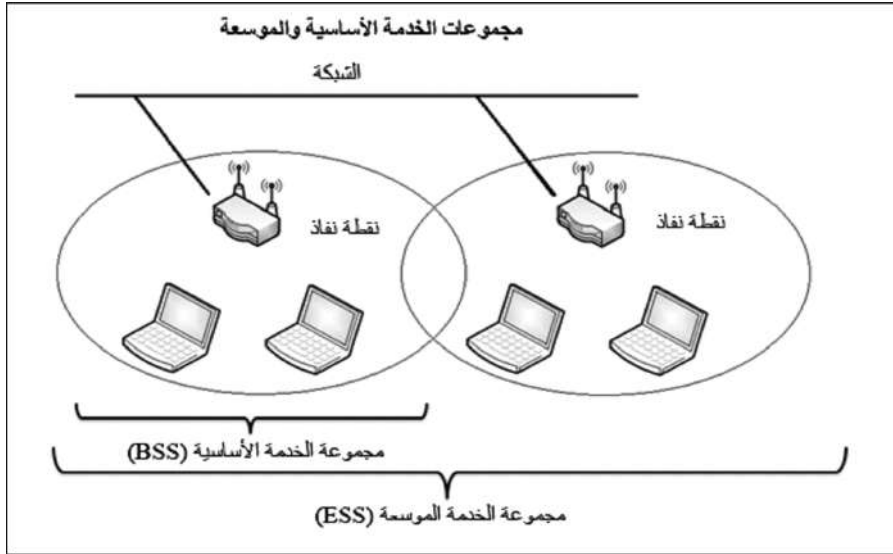 مجموعات الخدمة الأساسية والموسعة
الشبكة
نقطة نفاذ
نقطة نفاذ
مجموعة الخدمة الأساسية (BSS)
مجموعة الخدمة الموسعة (ESS)